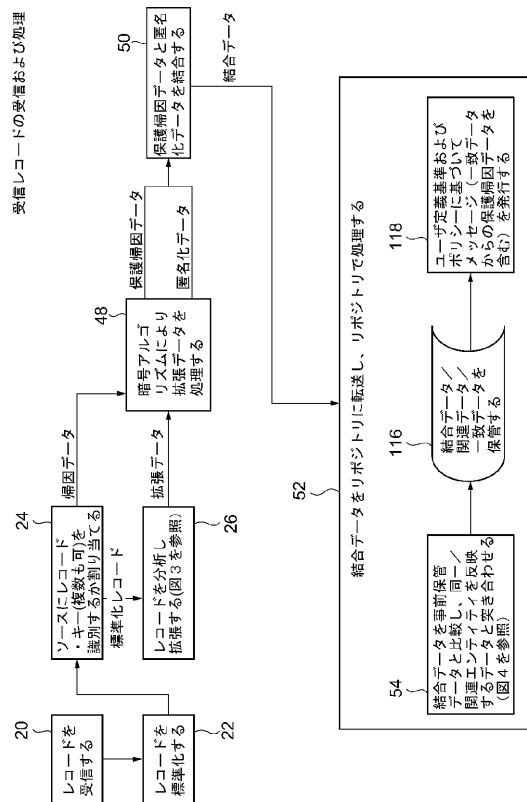 受信レコードの受信および処理
20
レコードを
受信する
レコードを
標準化する
22
24
ソースにレコード
・キー(複数も可)を
識別するか割り当てる
標準化レコード
レコードを分析し
拡張する(図3を参照)
26
帰因データ
拡張データ
48
暗号アルゴ
リズムにより
拡張データを
処理する
保護帰因データ
匿名化データ
50
保護帰因データと匿名
化データを結合する
結合データ
52
結合データをリポジトリに転送し、リポジトリで処理する
54
結合データを事前保管
データと比較し、同一/
関連エンティティを反映
するデータと突き合わせる
(図4を参照)
116
結合データ/
関連データ/
一致データを
保管する
118
ユーザ定義基準および
ポリシーに基づいて
メッセージ(一致データ
からの保護帰因データを
含む)を発行する